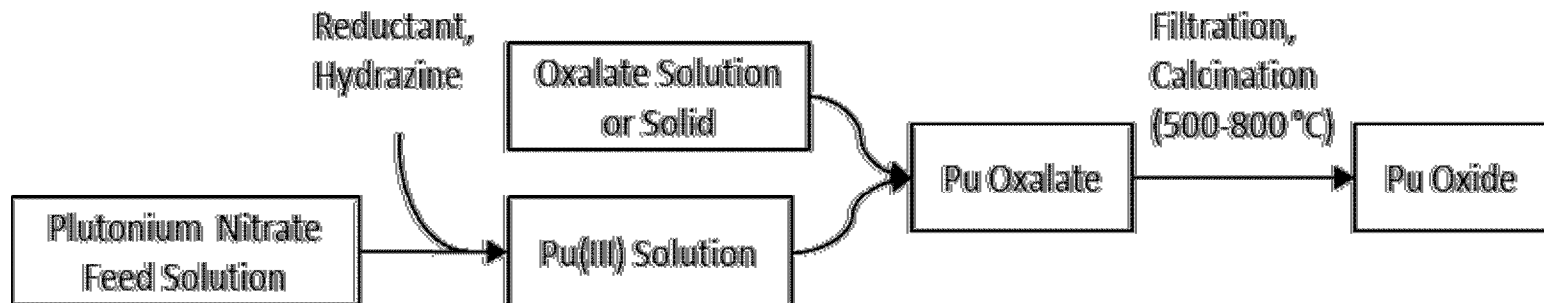 Reductant,
Hydrazine
Oxalate Solution
or Solid
Filtration,
Calcination
(500-800 °C)
Plutonium Nitrate
Feed Solution
Pu(III) Solution
Pu Oxalate
Pu Oxide